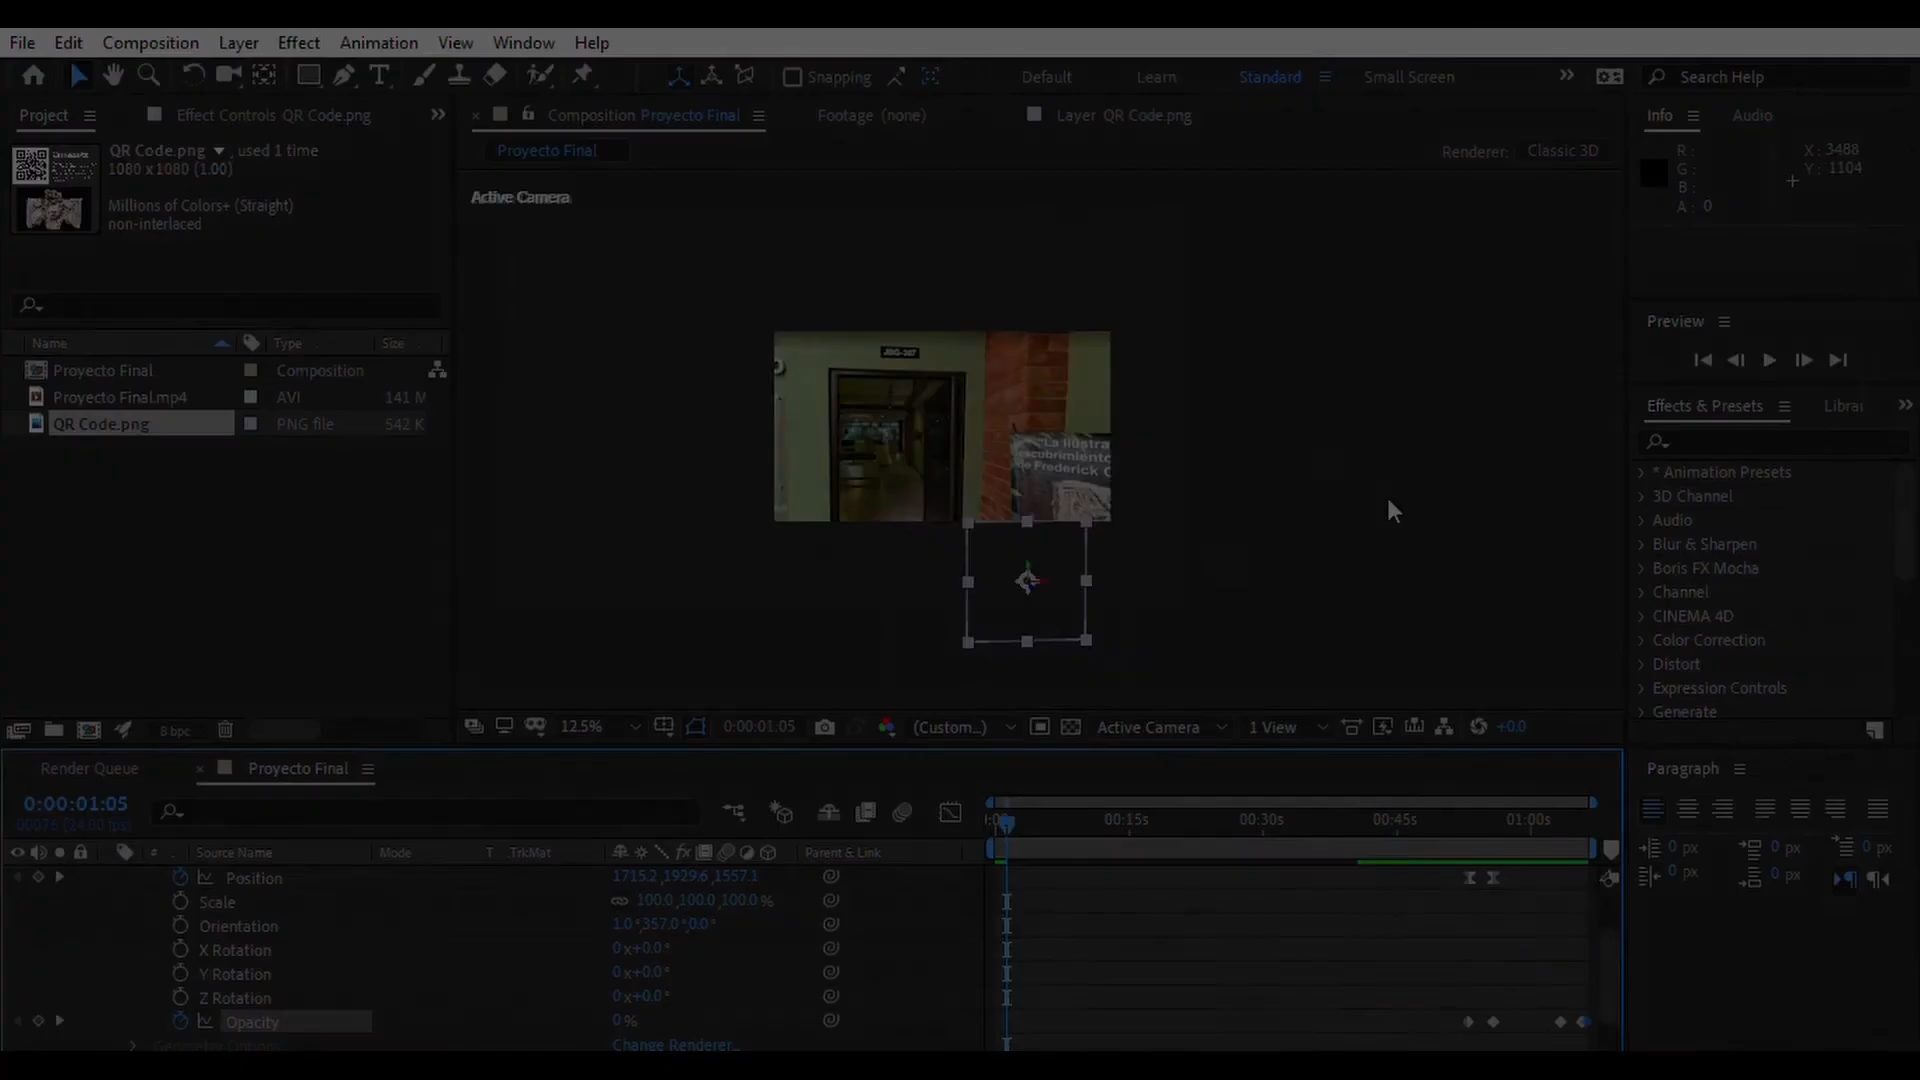 File Edit Composition Layer Effect Animation View Window Help
Snapping Default Learn Standard Small Screen Search Help
Project Effect Controls QR Code.png
QR Code.png , used 1 time
1080 x 1080 (1.00)
Millions of Colors+ (Straight)
non-interlaced
Name Type Size
Proyecto Final Composition
Proyecto Final.mp4 AVI 141 M
QR Code.png PNG file 542 K
8 bpc
Composition Proyecto Final Footage (none) Layer QR Code.png
Proyecto Final Renderer: Classic 3D
Active Camera
"La Ilustra
scubrimiento
de Frederick C
12.5% 0:00:01:05 (Custom...) Active Camera 1 View +0.0
Info Audio
R :
G :
B :
A : 0
X : 3488
Y : 1104
Preview
Effects & Presets Librar
* Animation Presets
3D Channel
Audio
Blur & Sharpen
Boris FX Mocha
Channel
CINEMA 4D
Color Correction
Distort
Expression Controls
Generate
Render Queue Proyecto Final
0:00:01:05
00:15s 00:30s 00:45s 01:00s
# Source Name Mode T .TrkMat Parent & Link
Position 1715.2,1929.6,1557.1
Scale 100.0,100.0,100.0 %
Orientation 1.0°,357.0°,0.0°
X Rotation 0x+0.0°
Y Rotation 0x+0.0°
Z Rotation 0x+0.0°
Opacity 0 %
Geometry Options Change Renderer...
Paragraph
0 px 0 px 0 px
0 px 0 px